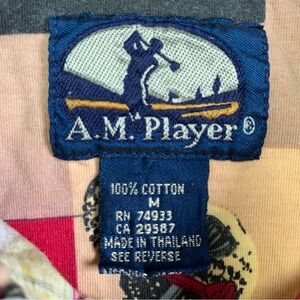 A.M. Player®
100% COTTON
M
RN 74933
CA 29587
MADE IN THAILAND
SEE REVERSE